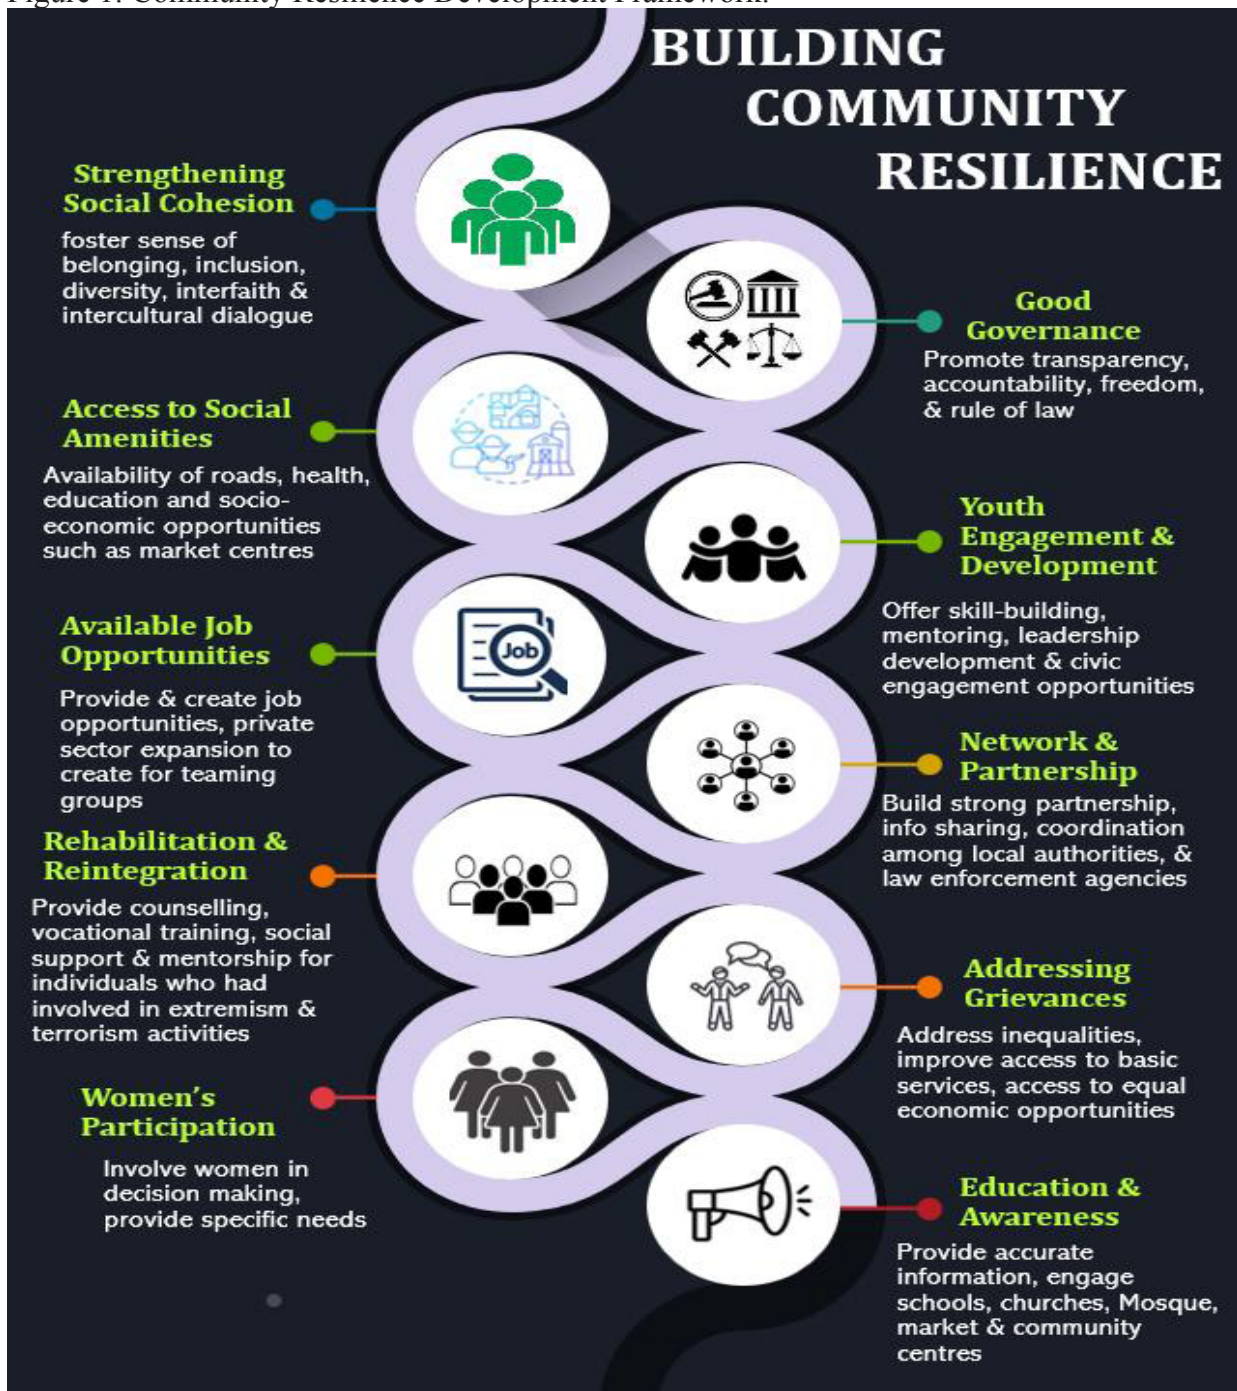 Figure 1: Community Resilience Development Framework.
BUILDING
COMMUNITY
RESILIENCE
Strengthening
Social Cohesion
foster sense of
belonging, inclusion,
diversity, interfaith &
intercultural dialogue
Good
Governance
Promote transparency,
accountability, freedom,
& rule of law
Access to Social
Amenities
Availability of roads, health,
education and socio-
economic opportunities
such as market centres
Youth
Engagement &
Development
Offer skill-building,
mentoring, leadership
development & civic
engagement opportunities
Available Job
Opportunities
Provide & create job
opportunities, private
sector expansion to
create for teaming
groups
Job
Network &
Partnership
Build strong partnership,
info sharing, coordination
among local authorities, &
law enforcement agencies
Rehabilitation &
Reintegration
Provide counselling,
vocational training, social
support & mentorship for
individuals who had
involved in extremism &
terrorism activities
Addressing
Grievances
Address inequalities,
improve access to basic
services, access to equal
economic opportunities
Women's
Participation
Involve women in
decision making,
provide specific needs
Education &
Awareness
Provide accurate
information, engage
schools, churches, Mosque,
market & community
centres